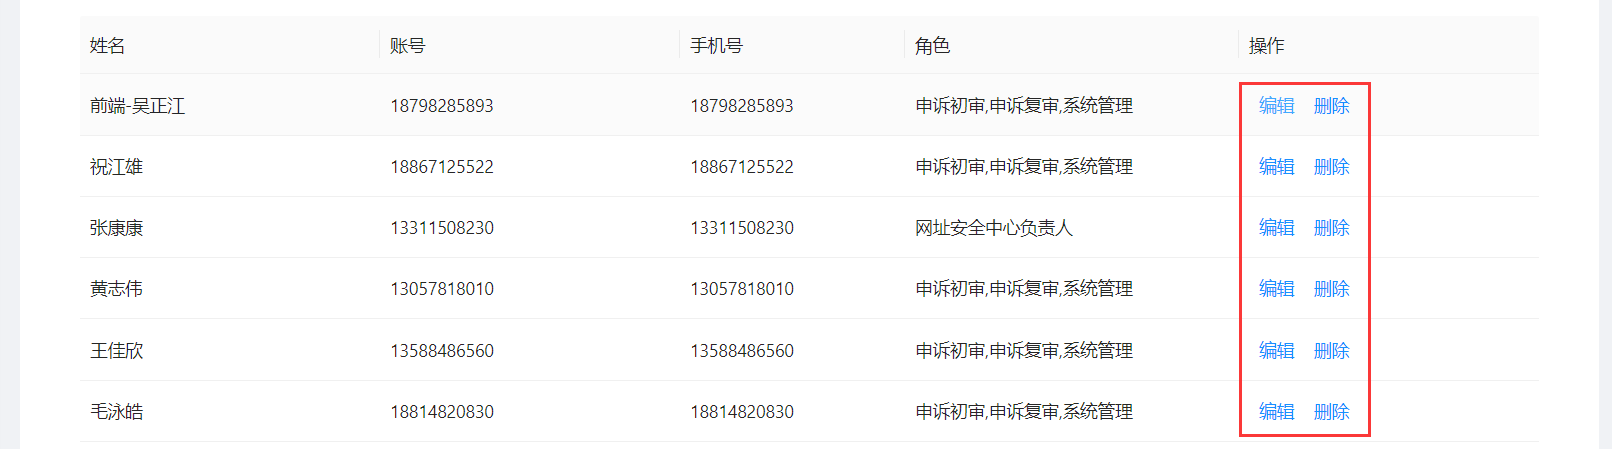 姓名 账号 手机号 角色 操作
前端-吴正江 18798285893 18798285893 申诉初审,申诉复审,系统管理 编辑 删除
祝江雄 18867125522 18867125522 申诉初审,申诉复审,系统管理 编辑 删除
张康康 13311508230 13311508230 网址安全中心负责人 编辑 删除
黄志伟 13057818010 13057818010 申诉初审,申诉复审,系统管理 编辑 删除
王佳欣 13588486560 13588486560 申诉初审,申诉复审,系统管理 编辑 删除
毛泳皓 18814820830 18814820830 申诉初审,申诉复审,系统管理 编辑 删除